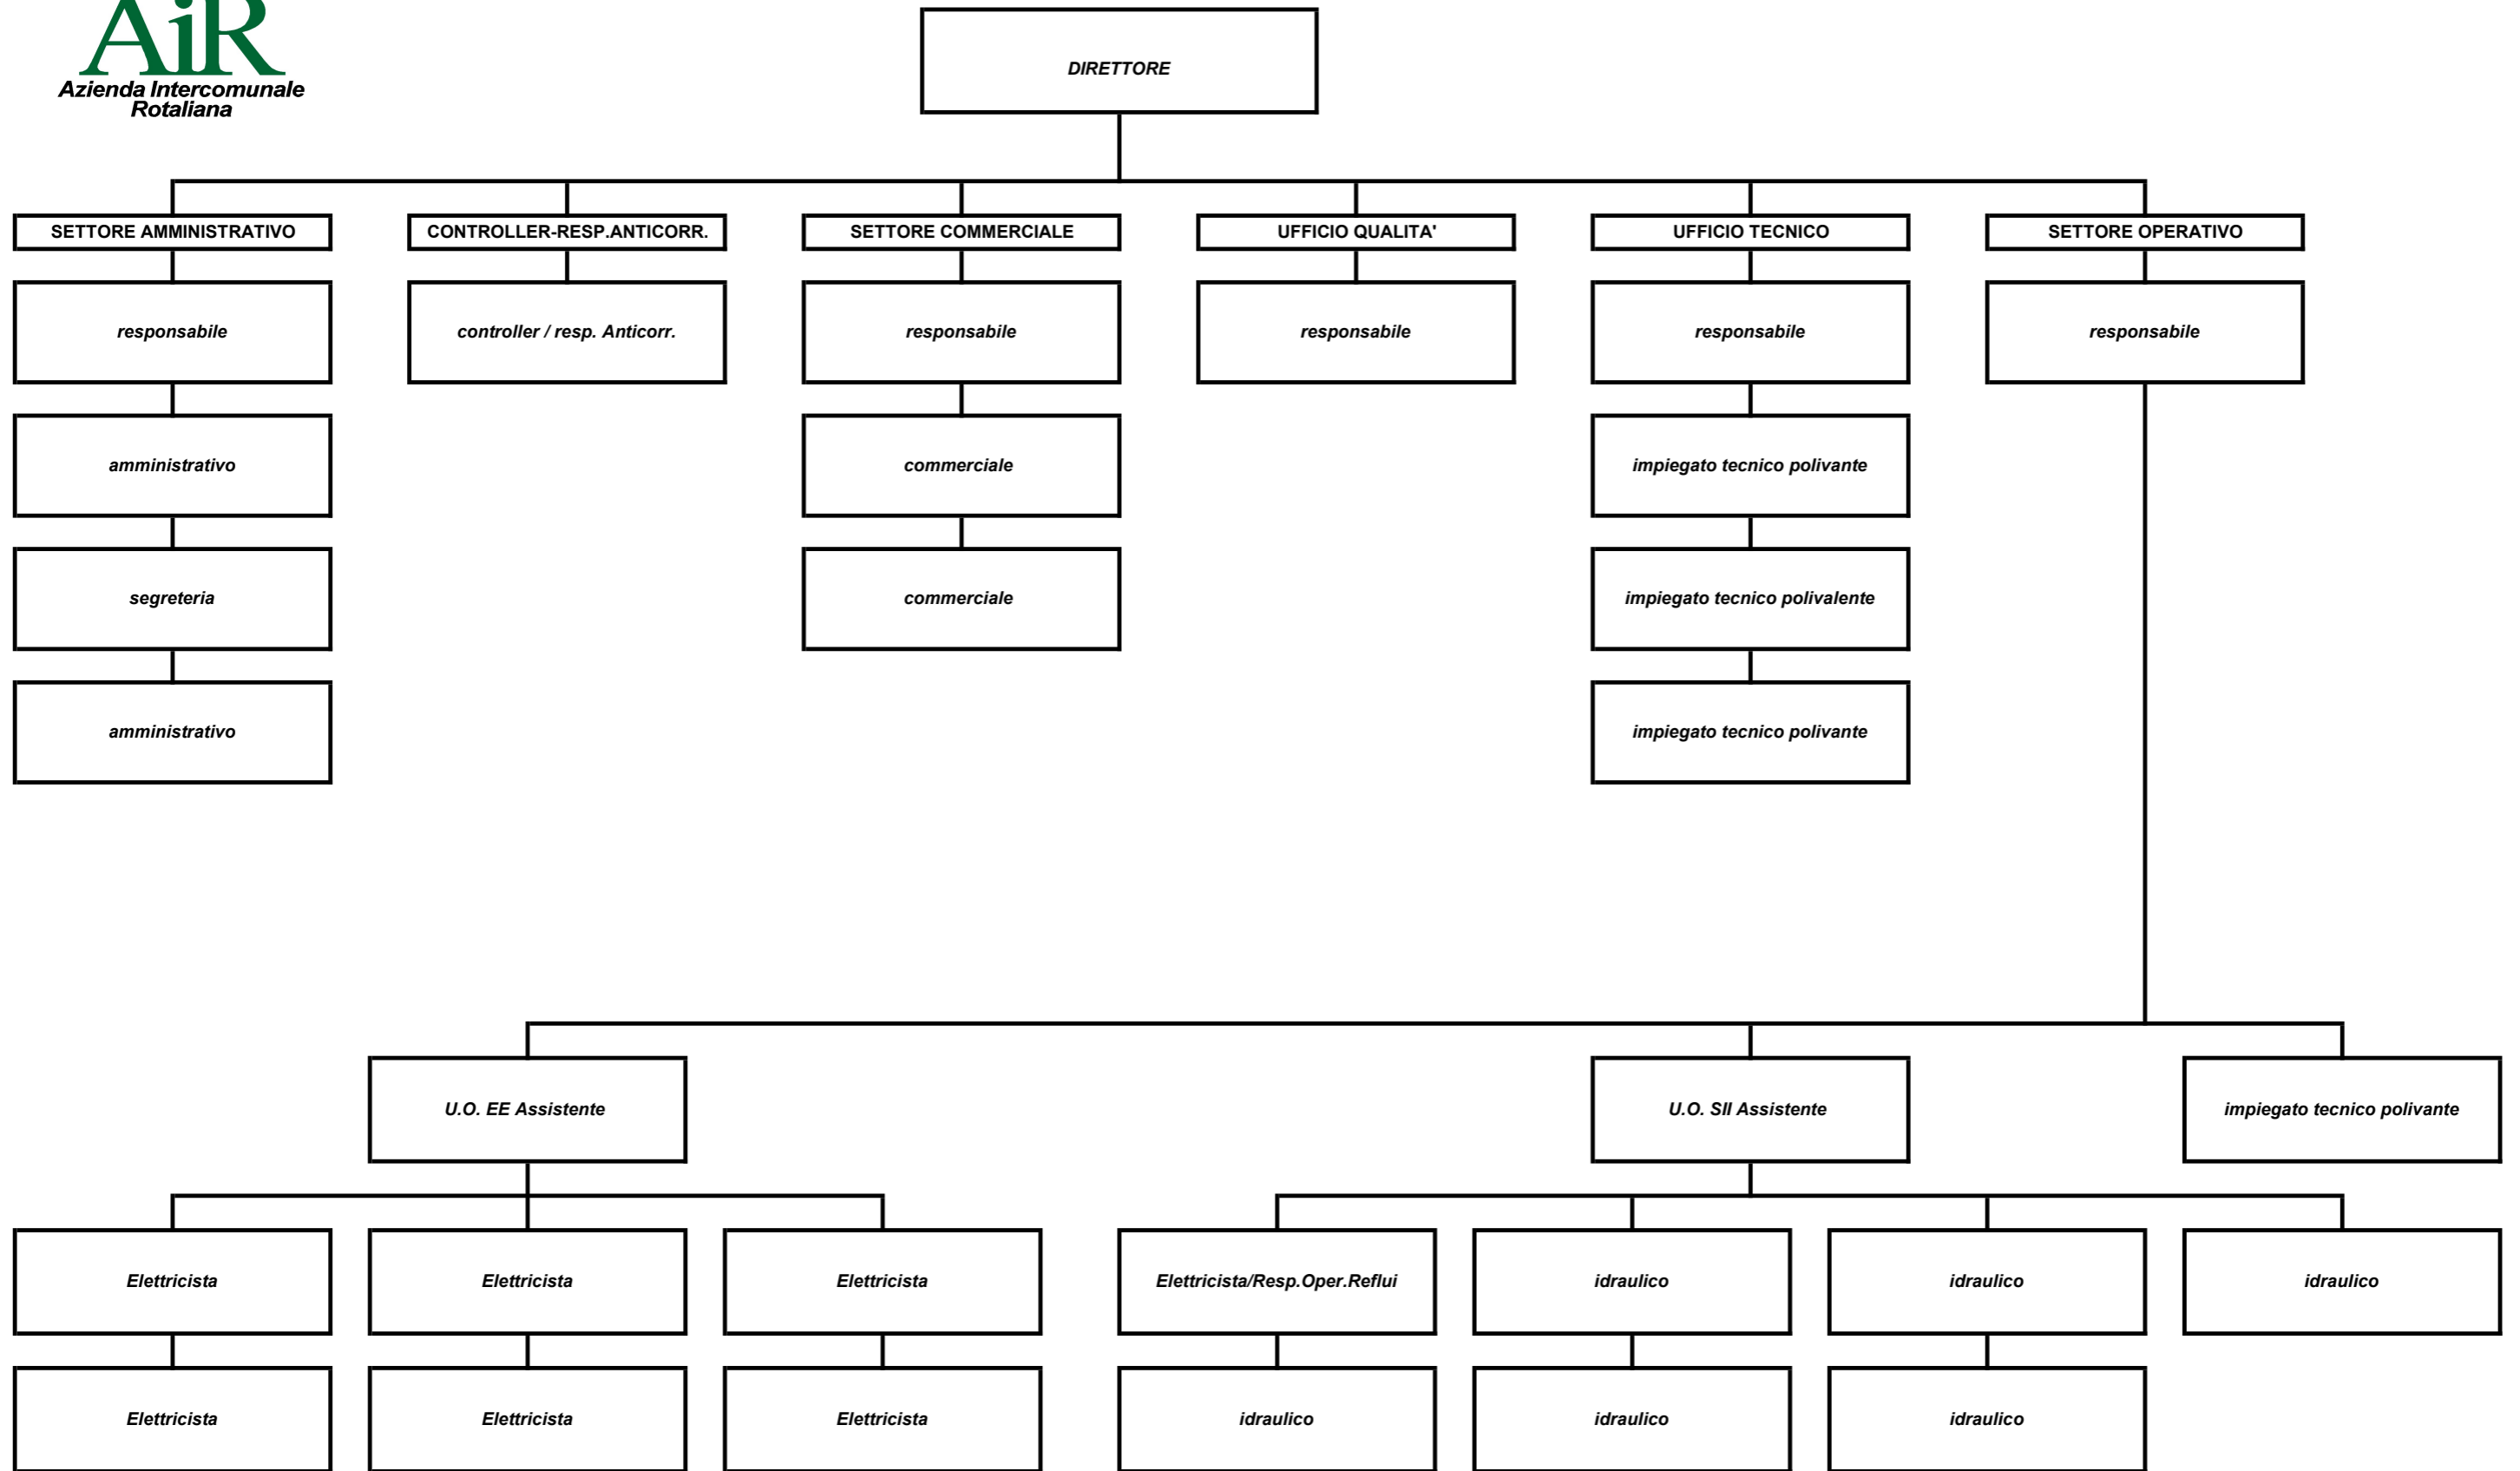 AiR
Azienda Intercomunale
Rotaliana
DIRETTORE
SETTORE AMMINISTRATIVO
CONTROLLER-RESP.ANTICORR.
SETTORE COMMERCIALE
UFFICIO QUALITA'
UFFICIO TECNICO
SETTORE OPERATIVO
responsabile
controller / resp. Anticorr.
responsabile
responsabile
responsabile
responsabile
amministrativo
commerciale
impiegato tecnico polivante
segreteria
commerciale
impiegato tecnico polivalente
amministrativo
impiegato tecnico polivante
U.O. EE Assistente
U.O. SII Assistente
impiegato tecnico polivante
Elettricista
Elettricista
Elettricista
Elettricista/Resp.Oper.Reflui
idraulico
idraulico
idraulico
Elettricista
Elettricista
Elettricista
idraulico
idraulico
idraulico